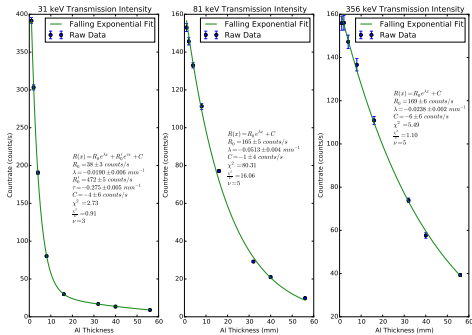 31 keV Transmission Intensity
400
350
300
250
200
150
100
50
0
0 10 20 30 40 50 60
Countrate (counts/s)
Al Thickness
Falling Exponential Fit
Raw Data
R(x)=R₀e^{λx}+R₀′e^{τx}+C
R₀=38±3 counts/s
λ=−0.0190±0.006 mm⁻¹
R₀′=472±5 counts/s
τ=−0.275±0.005 mm⁻¹
C=−4±6 counts/s
χ²=2.73
χ²/ν=0.91
ν=3
81 keV Transmission Intensity
160
140
120
100
80
60
40
20
0
0 10 20 30 40 50 60
Countrate (counts/s)
Al Thickness (mm)
Falling Exponential Fit
Raw Data
R(x)=R₀e^{λx}+C
R₀=165±5 counts/s
λ=−0.0513±0.004 mm⁻¹
C=−1±4 counts/s
χ²=80.31
χ²/ν=16.06
ν=5
356 keV Transmission Intensity
160
140
120
100
80
60
40
20
0 10 20 30 40 50 60
Countrate (counts/s)
Al Thickness (mm)
Falling Exponential Fit
Raw Data
R(x)=R₀e^{λx}+C
R₀=169±6 counts/s
λ=−0.0238±0.002 mm⁻¹
C=−6±6 counts/s
χ²=5.49
χ²/ν=1.10
ν=5